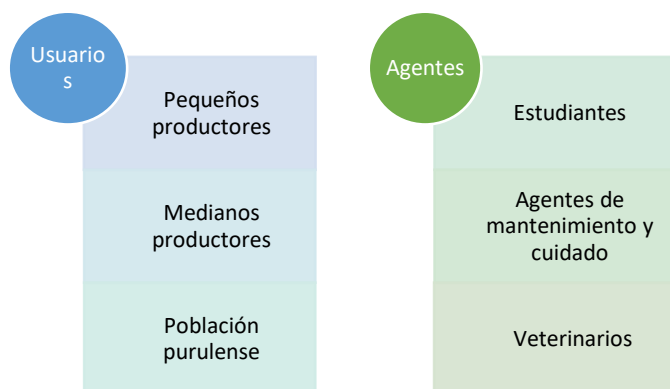 Usuario
s
Pequeños
productores
Medianos
productores
Población
purulense
Agentes
Estudiantes
Agentes de
mantenimiento y
cuidado
Veterinarios